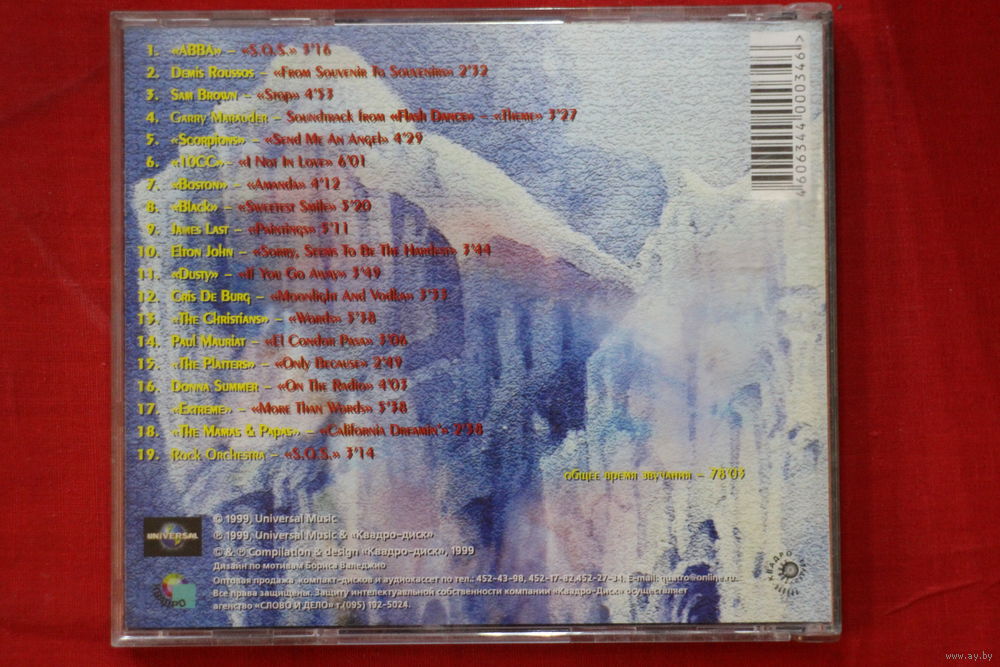 1. «ABBA» – «S.O.S.» 3'16
2. Demis Roussos – «From Souvenir To Souvenir» 2'32
3. Sam Brown – «Stop» 4'53
4. Garry Marauder – Soundtrack from «Flash Dance» – «Theme» 3'27
5. «Scorpions» – «Send Me An Angel» 4'29
6. «10CC» – «I Not In Love» 6'01
7. «Boston» – «Amanda» 4'12
8. «Black» – «Sweetest Smile» 5'20
9. James Last – «Paintings» 3'11
10. Elton John – «Sorry, Seems To Be The Hardest» 3'44
11. «Dusty» – «If You Go Away» 3'49
12. Cris De Burg – «Moonlight And Vodka»
13. «The Christians» – «Words» 5'38
14. Paul Mauriat – «El Condor Pasa» 3'06
15. «The Platters» – «Only Because» 2'49
16. Donna Summer – «On The Radio» 4'03
17. «Extreme» – «More Than Words» 5'38
18. «The Mamas & Papas» – «California Dreamin'» 2'38
19. Rock Orchestra – «S.O.S.» 3'14
общее время звучания – 78'03
4606344000346>
UNIVERSAL
© 1999, Universal Music
℗ 1999, Universal Music & «Квадро-диск»
© & ℗ Compilation & design «Квадро-диск», 1999
Дизайн по мотивам Бориса Валеджио
Оптовая продажа компакт-дисков и аудиокассет по тел.: 452-43-98, 452-17-82, 452-27-34, E-mail: quatro@online.ru.
Все права защищены. Защиту интелектуальной собственности компании «Квадро-Диск» осуществляет
агенство «СЛОВО И ДЕЛО» т.(095) 192-5024.
КВАДРО
www.ay.by